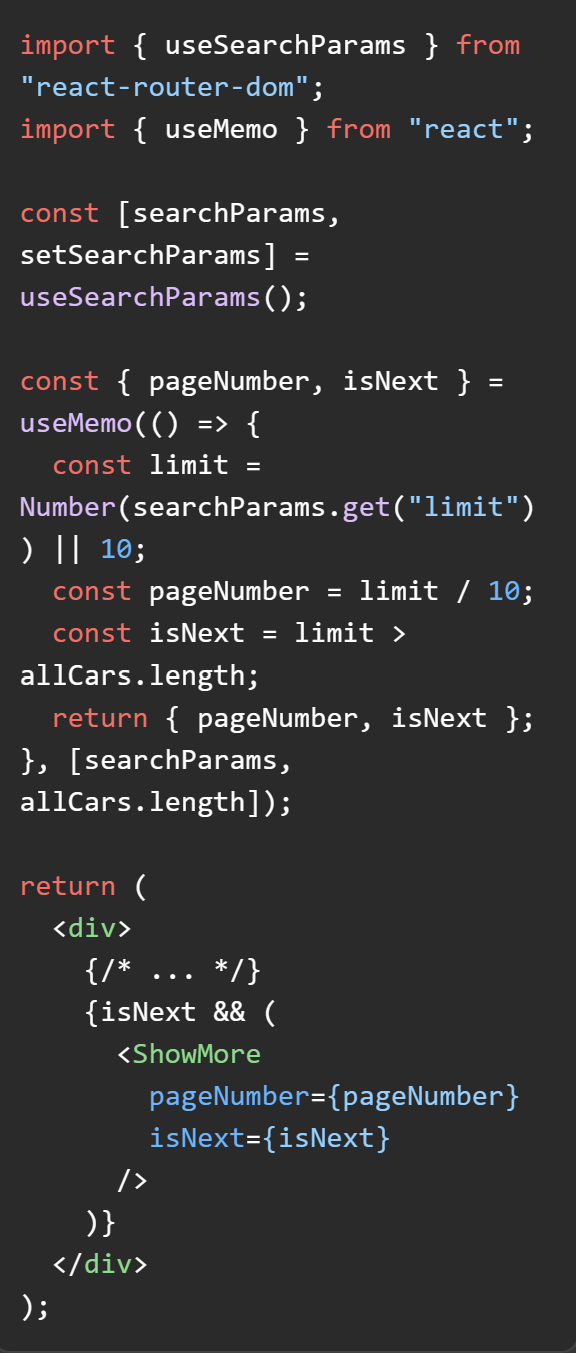 import { useSearchParams } from
"react-router-dom";
import { useMemo } from "react";

const [searchParams,
setSearchParams] =
useSearchParams();

const { pageNumber, isNext } =
useMemo(() => {
  const limit =
Number(searchParams.get("limit")
) || 10;
  const pageNumber = limit / 10;
  const isNext = limit >
allCars.length;
  return { pageNumber, isNext };
}, [searchParams,
allCars.length]);

return (
  <div>
    {/* ... */}
    {isNext && (
      <ShowMore
        pageNumber={pageNumber}
        isNext={isNext}
      />
    )}
  </div>
);